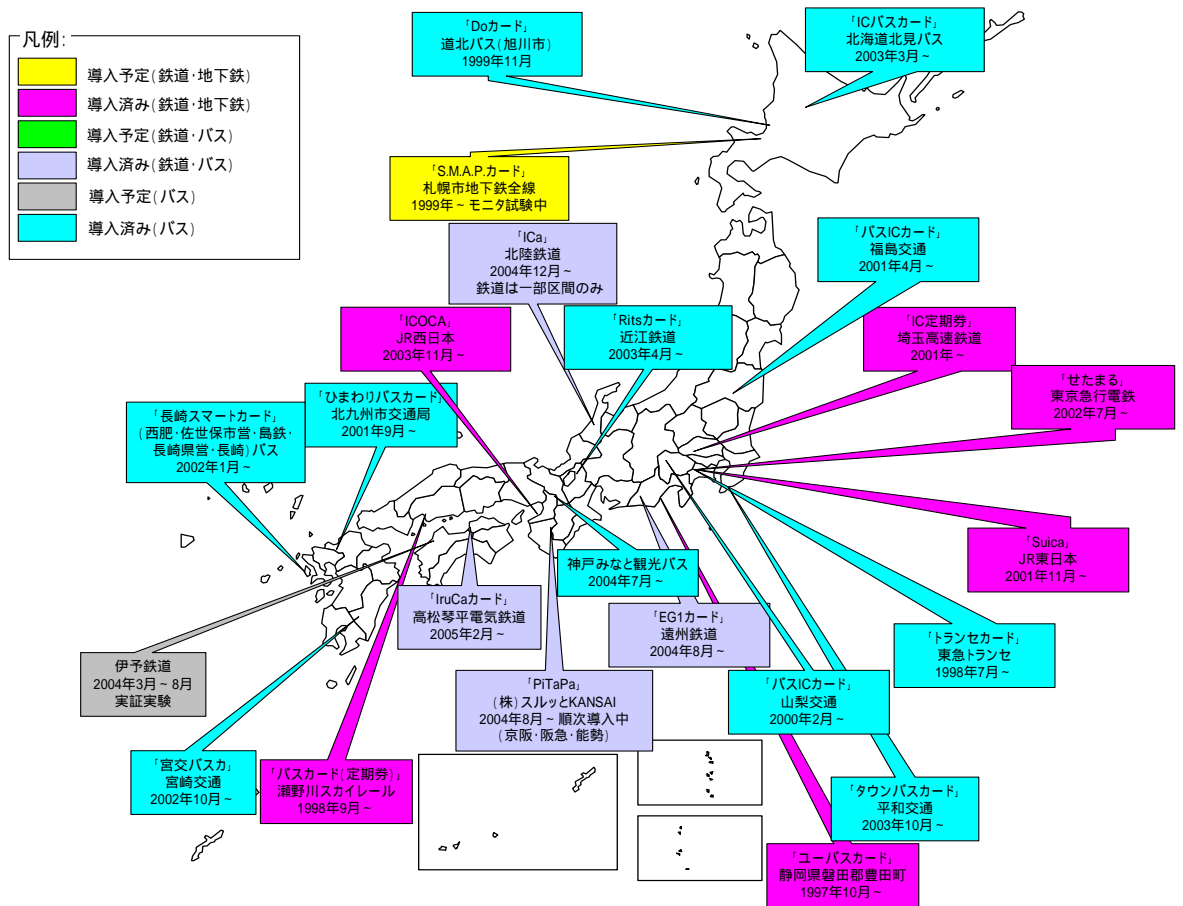 凡例:
導入予定(鉄道・地下鉄)
導入済み(鉄道・地下鉄)
導入予定(鉄道・バス)
導入済み(鉄道・バス)
導入予定(バス)
導入済み(バス)
「Doカード」
道北バス(旭川市)
1999年11月
「ICバスカード」
北海道北見バス
2003年3月~
「S.M.A.P.カード」
札幌市地下鉄全線
1999年~モニタ試験中
「ICa」
北陸鉄道
2004年12月~
鉄道は一部区間のみ
「バスICカード」
福島交通
2001年4月~
「ICOCA」
JR西日本
2003年11月~
「Ritsカード」
近江鉄道
2003年4月~
「IC定期券」
埼玉高速鉄道
2001年~
「せたまる」
東京急行電鉄
2002年7月~
「ひまわりバスカード」
北九州市交通局
2001年9月~
「長崎スマートカード」
(西肥・佐世保市営・島鉄・
長崎県営・長崎)バス
2002年1月~
「Suica」
JR東日本
2001年11月~
神戸みなと観光バス
2004年7月~
「IruCaカード」
高松琴平電気鉄道
2005年2月~
「EG1カード」
遠州鉄道
2004年8月~
「トランセカード」
東急トランセ
1998年7月~
伊予鉄道
2004年3月~8月
実証実験
「PiTaPa」
(株)スルッとKANSAI
2004年8月~順次導入中
(京阪・阪急・能勢)
「バスICカード」
山梨交通
2000年2月~
「宮交バスカ」
宮崎交通
2002年10月~
「パスカード(定期券)」
瀬野川スカイレール
1998年9月~
「タウンバスカード」
平和交通
2003年10月~
「ユーバスカード」
静岡県磐田郡豊田町
1997年10月~